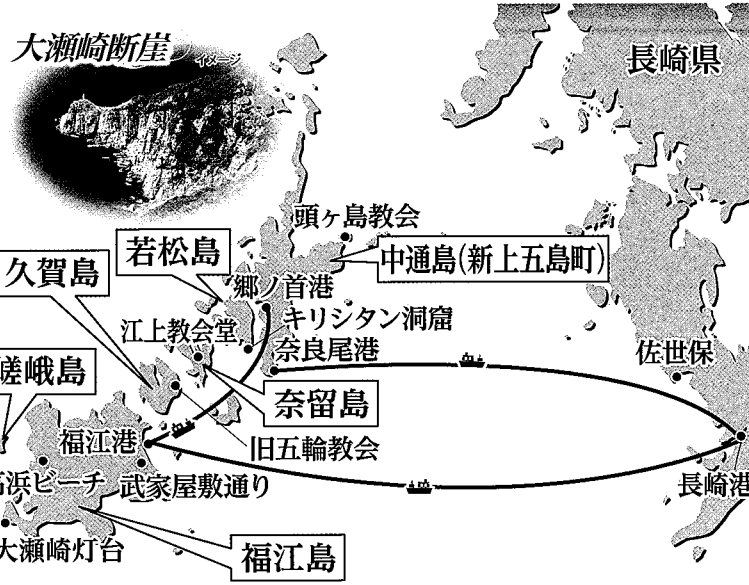 大瀬崎断崖
イメージ
長崎県
頭ヶ島教会
若松島
中通島(新上五島町)
久賀島
郷ノ首港
キリシタン洞窟
江上教会堂
奈良尾港
佐世保
嵯峨島
奈留島
福江港
旧五輪教会
高浜ビーチ
武家屋敷通り
長崎港
大瀬崎灯台
福江島